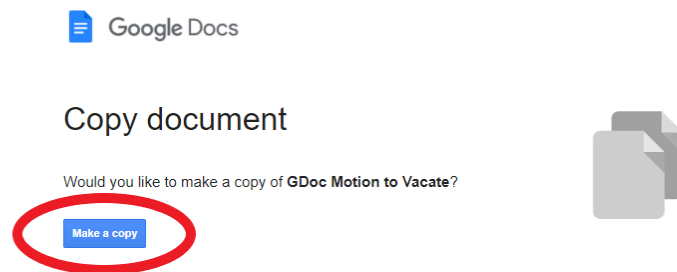 Google Docs
Copy document
Would you like to make a copy of GDoc Motion to Vacate?
Make a copy